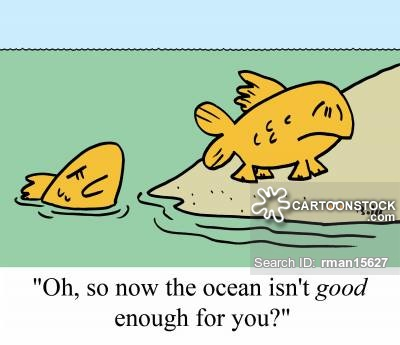 CARTOONSTOCK
.com
Search ID: rman15627
"Oh, so now the ocean isn't good
enough for you?"